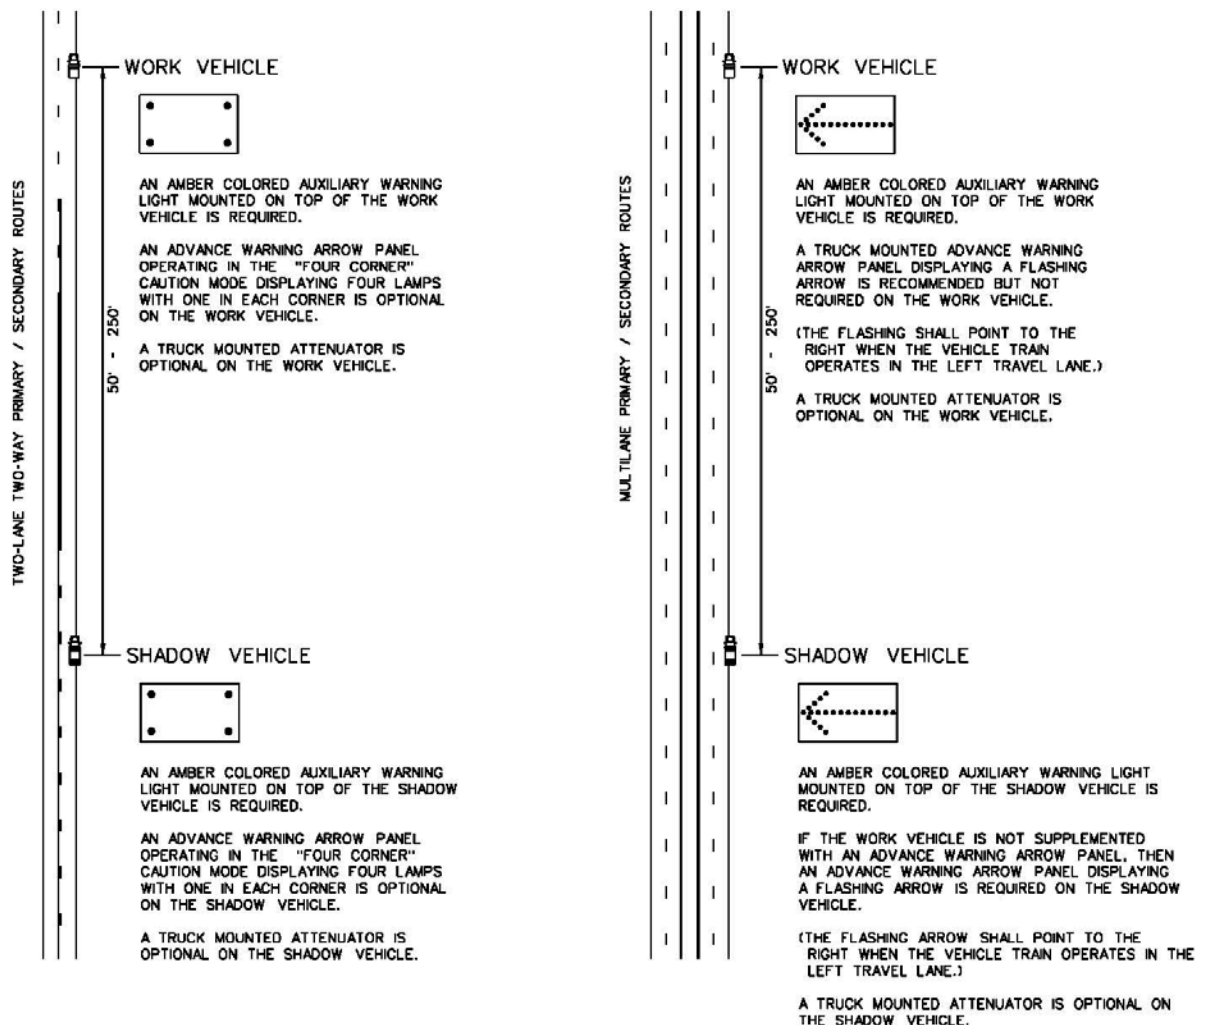 TWO-LANE TWO-WAY PRIMARY / SECONDARY ROUTES
WORK VEHICLE
AN AMBER COLORED AUXILIARY WARNING
LIGHT MOUNTED ON TOP OF THE WORK
VEHICLE IS REQUIRED.
AN ADVANCE WARNING ARROW PANEL
OPERATING IN THE "FOUR CORNER"
CAUTION MODE DISPLAYING FOUR LAMPS
WITH ONE IN EACH CORNER IS OPTIONAL
ON THE WORK VEHICLE.
A TRUCK MOUNTED ATTENUATOR IS
OPTIONAL ON THE WORK VEHICLE.
50' - 250'
SHADOW VEHICLE
AN AMBER COLORED AUXILIARY WARNING
LIGHT MOUNTED ON TOP OF THE SHADOW
VEHICLE IS REQUIRED.
AN ADVANCE WARNING ARROW PANEL
OPERATING IN THE "FOUR CORNER"
CAUTION MODE DISPLAYING FOUR LAMPS
WITH ONE IN EACH CORNER IS OPTIONAL
ON THE SHADOW VEHICLE.
A TRUCK MOUNTED ATTENUATOR IS
OPTIONAL ON THE SHADOW VEHICLE.
MULTILANE PRIMARY / SECONDARY ROUTES
WORK VEHICLE
AN AMBER COLORED AUXILIARY WARNING
LIGHT MOUNTED ON TOP OF THE WORK
VEHICLE IS REQUIRED.
A TRUCK MOUNTED ADVANCE WARNING
ARROW PANEL DISPLAYING A FLASHING
ARROW IS RECOMMENDED BUT NOT
REQUIRED ON THE WORK VEHICLE.
(THE FLASHING SHALL POINT TO THE
RIGHT WHEN THE VEHICLE TRAIN
OPERATES IN THE LEFT TRAVEL LANE.)
A TRUCK MOUNTED ATTENUATOR IS
OPTIONAL ON THE WORK VEHICLE.
50' - 250'
SHADOW VEHICLE
AN AMBER COLORED AUXILIARY WARNING LIGHT
MOUNTED ON TOP OF THE SHADOW VEHICLE IS
REQUIRED.
IF THE WORK VEHICLE IS NOT SUPPLEMENTED
WITH AN ADVANCE WARNING ARROW PANEL, THEN
AN ADVANCE WARNING ARROW PANEL DISPLAYING
A FLASHING ARROW IS REQUIRED ON THE SHADOW
VEHICLE.
(THE FLASHING ARROW SHALL POINT TO THE
RIGHT WHEN THE VEHICLE TRAIN OPERATES IN THE
LEFT TRAVEL LANE.)
A TRUCK MOUNTED ATTENUATOR IS OPTIONAL ON
THE SHADOW VEHICLE.